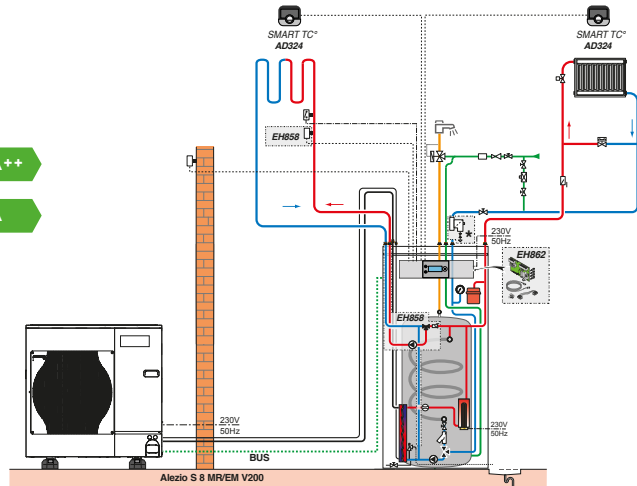 SMART TC°
AD324
SMART TC°
AD324
EH858
A++
A
230V
50Hz
*
EH862
EH858
230V
50Hz
230V
50Hz
BUS
Alezio S 8 MR/EM V200